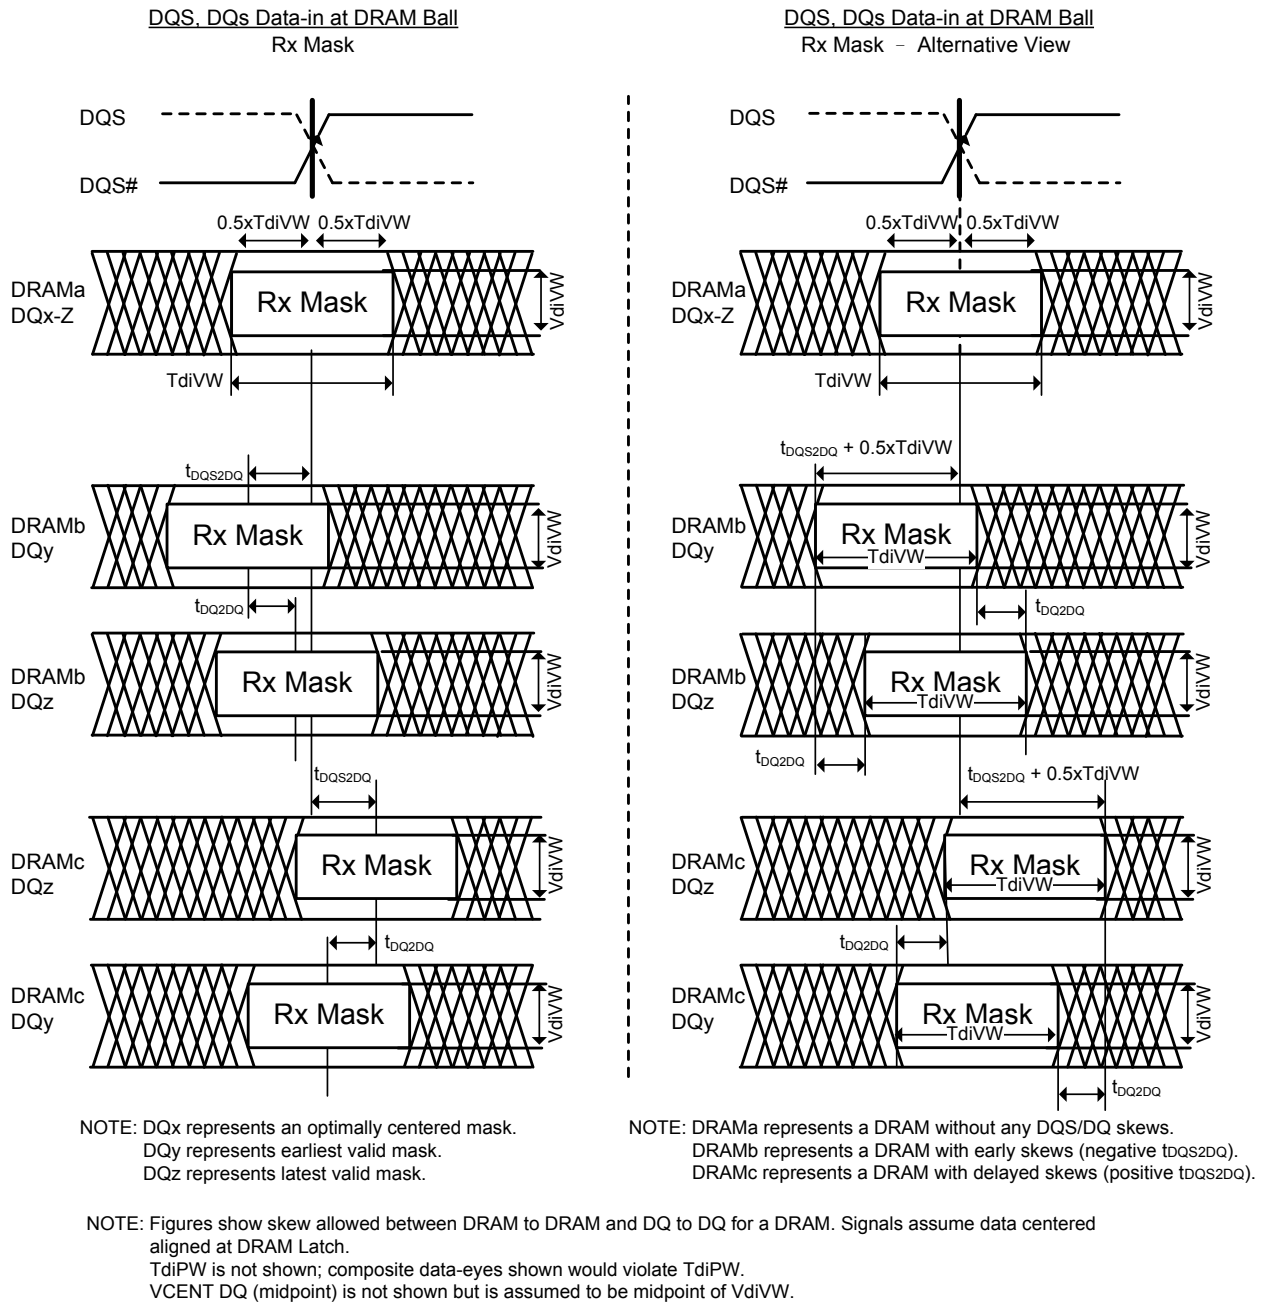 DQS, DQs Data-in at DRAM Ball
Rx Mask
DQS
DQS#
0.5xTdiVW 0.5xTdiVW
DRAMa
DQx-Z
Rx Mask
VdiVW
TdiVW
tDQS2DQ
DRAMb
DQy
Rx Mask
VdiVW
tDQ2DQ
DRAMb
DQz
Rx Mask
VdiVW
tDQS2DQ
DRAMc
DQz
Rx Mask
VdiVW
tDQ2DQ
DRAMc
DQy
Rx Mask
VdiVW
NOTE: DQx represents an optimally centered mask.
DQy represents earliest valid mask.
DQz represents latest valid mask.
DQS, DQs Data-in at DRAM Ball
Rx Mask – Alternative View
DQS
DQS#
0.5xTdiVW 0.5xTdiVW
DRAMa
DQx-Z
Rx Mask
VdiVW
TdiVW
tDQS2DQ + 0.5xTdiVW
DRAMb
DQy
Rx Mask
TdiVW
VdiVW
tDQ2DQ
DRAMb
DQz
Rx Mask
TdiVW
VdiVW
tDQ2DQ
tDQS2DQ + 0.5xTdiVW
DRAMc
DQz
Rx Mask
TdiVW
VdiVW
tDQ2DQ
DRAMc
DQy
Rx Mask
TdiVW
VdiVW
tDQ2DQ
NOTE: DRAMa represents a DRAM without any DQS/DQ skews.
DRAMb represents a DRAM with early skews (negative tDQS2DQ).
DRAMc represents a DRAM with delayed skews (positive tDQS2DQ).
NOTE: Figures show skew allowed between DRAM to DRAM and DQ to DQ for a DRAM. Signals assume data centered
aligned at DRAM Latch.
TdiPW is not shown; composite data-eyes shown would violate TdiPW.
VCENT DQ (midpoint) is not shown but is assumed to be midpoint of VdiVW.